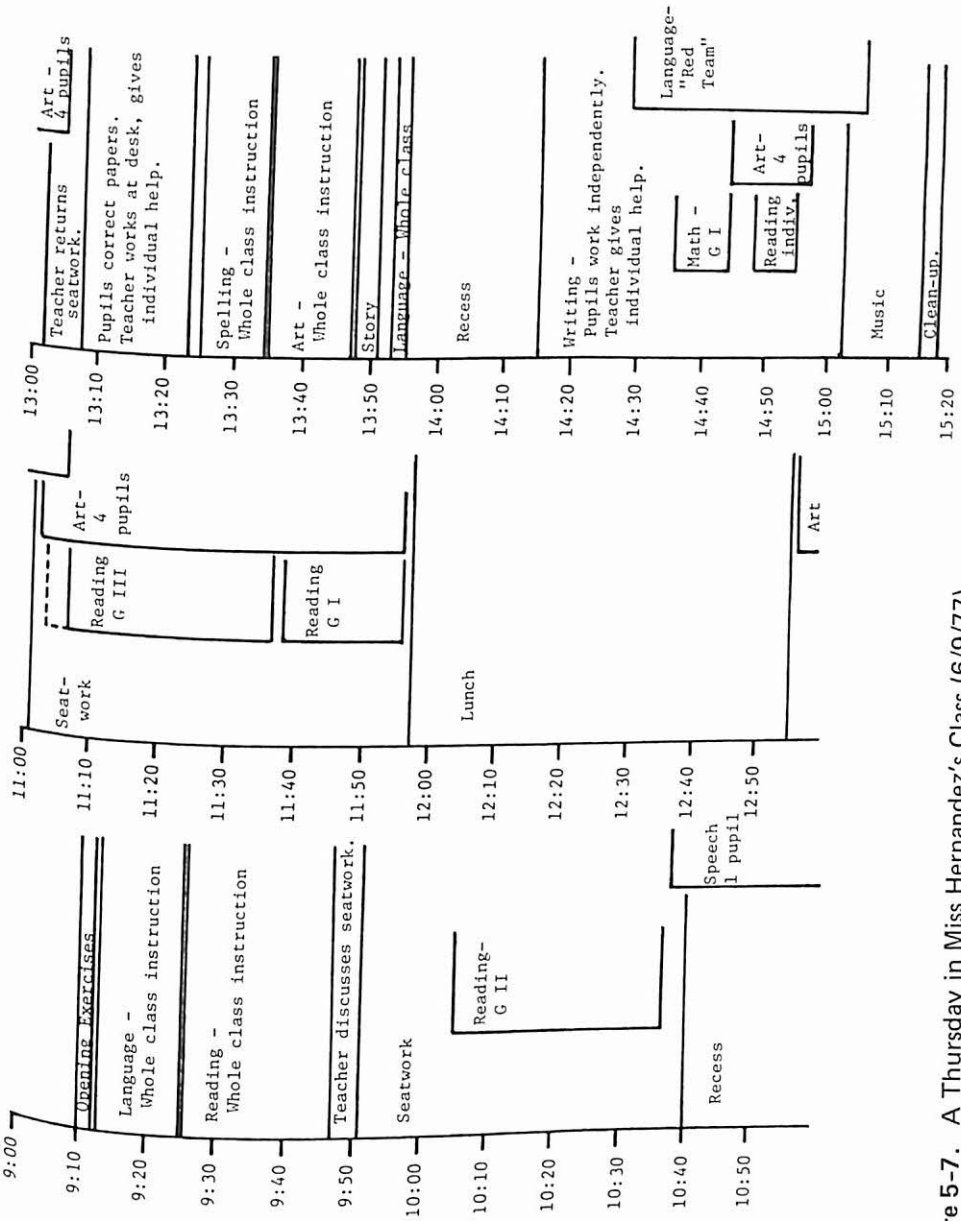 9:00
9:10
Opening Exercises
Language -
Whole class instruction
9:20
9:30
Reading -
Whole class instruction
9:40
Teacher discusses seatwork.
9:50
Seatwork
10:00
10:10
Reading-
G II
10:20
10:30
10:40
Speech
1 pupil
Recess
10:50
11:00
Seat-
work
Art-
4
pupils
11:10
Reading
G III
11:20
11:30
11:40
Reading
G I
11:50
12:00
Lunch
12:10
12:20
12:30
12:40
12:50
Art
13:00
Teacher returns
seatwork.
Art -
4 pupils
13:10
Pupils correct papers.
Teacher works at desk, gives
individual help.
13:20
Spelling -
Whole class instruction
13:30
Art -
Whole class instruction
13:40
Story
13:50
Language - Whole class
14:00
Recess
14:10
Writing -
Pupils work independently.
Teacher gives
individual help.
14:20
14:30
Language-
"Red
Team"
14:40
Math -
G I
Art-
4
pupils
14:50
Reading
indiv.
15:00
Music
15:10
Clean-up.
15:20
re 5-7. A Thursday in Miss Hernandez's Class (6/9/77)